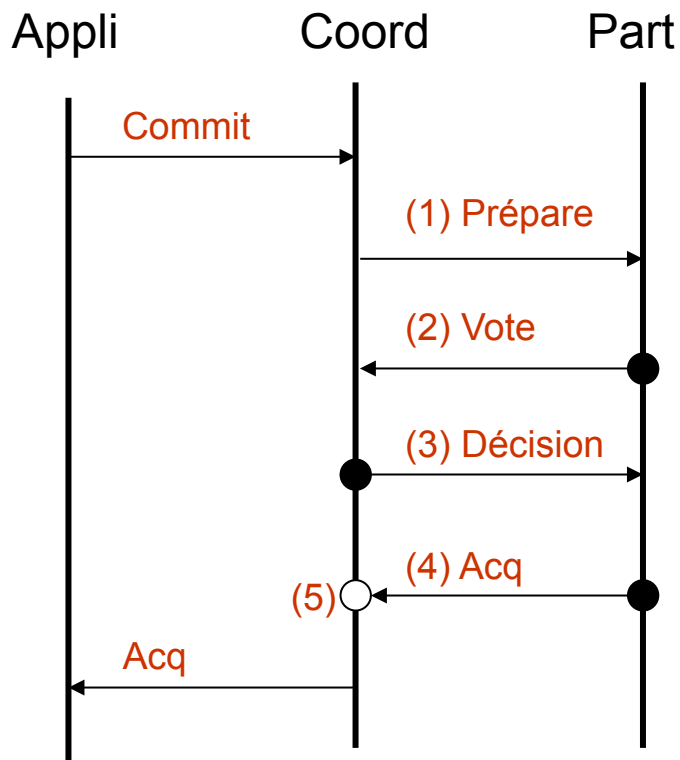 Appli Coord Part
Commit
(1) Prépare
(2) Vote
(3) Décision
(4) Acq
(5)
Acq